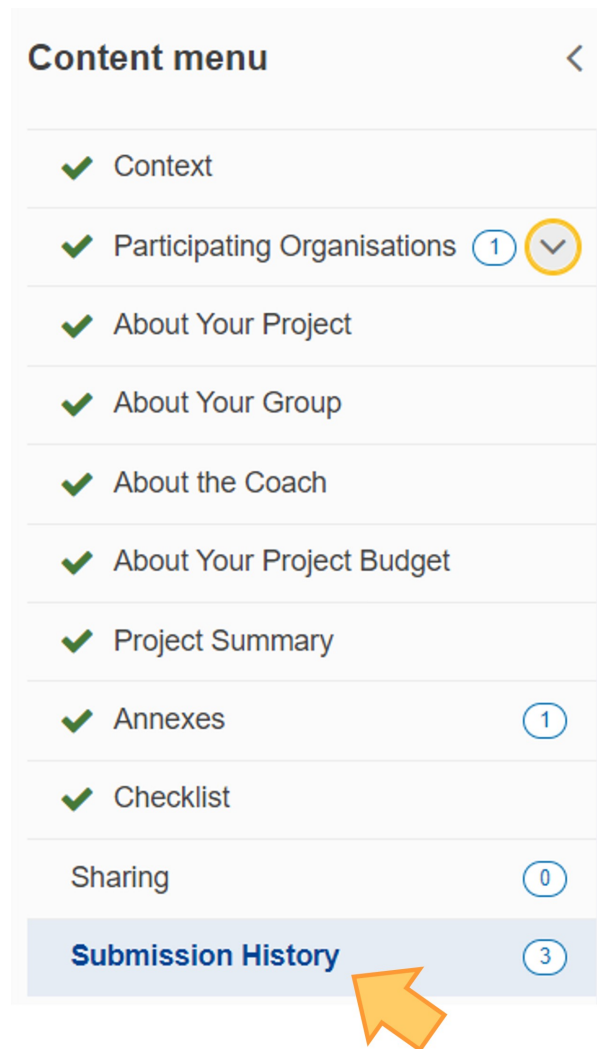 Content menu
Context
Participating Organisations 1
About Your Project
About Your Group
About the Coach
About Your Project Budget
Project Summary
Annexes 1
Checklist
Sharing 0
Submission History 3